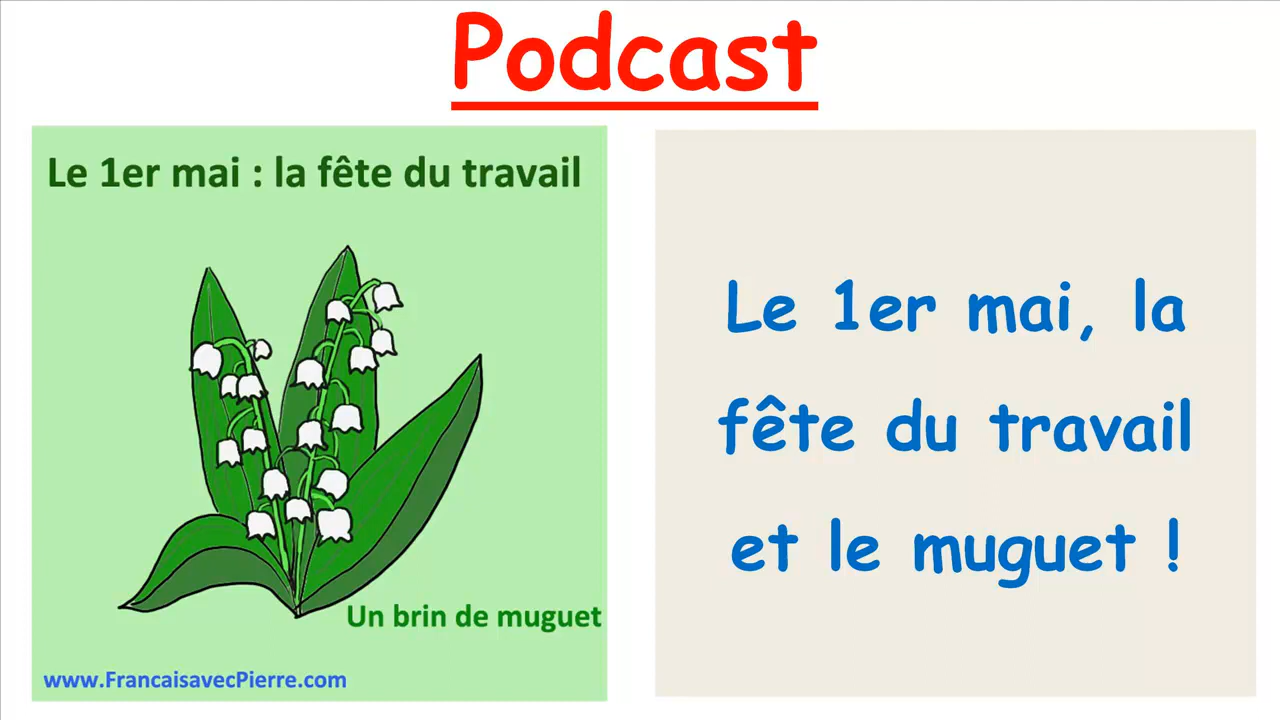 Podcast
Le 1er mai : la fête du travail
Un brin de muguet
www.FrancaisavecPierre.com
Le 1er mai, la
fête du travail
et le muguet !